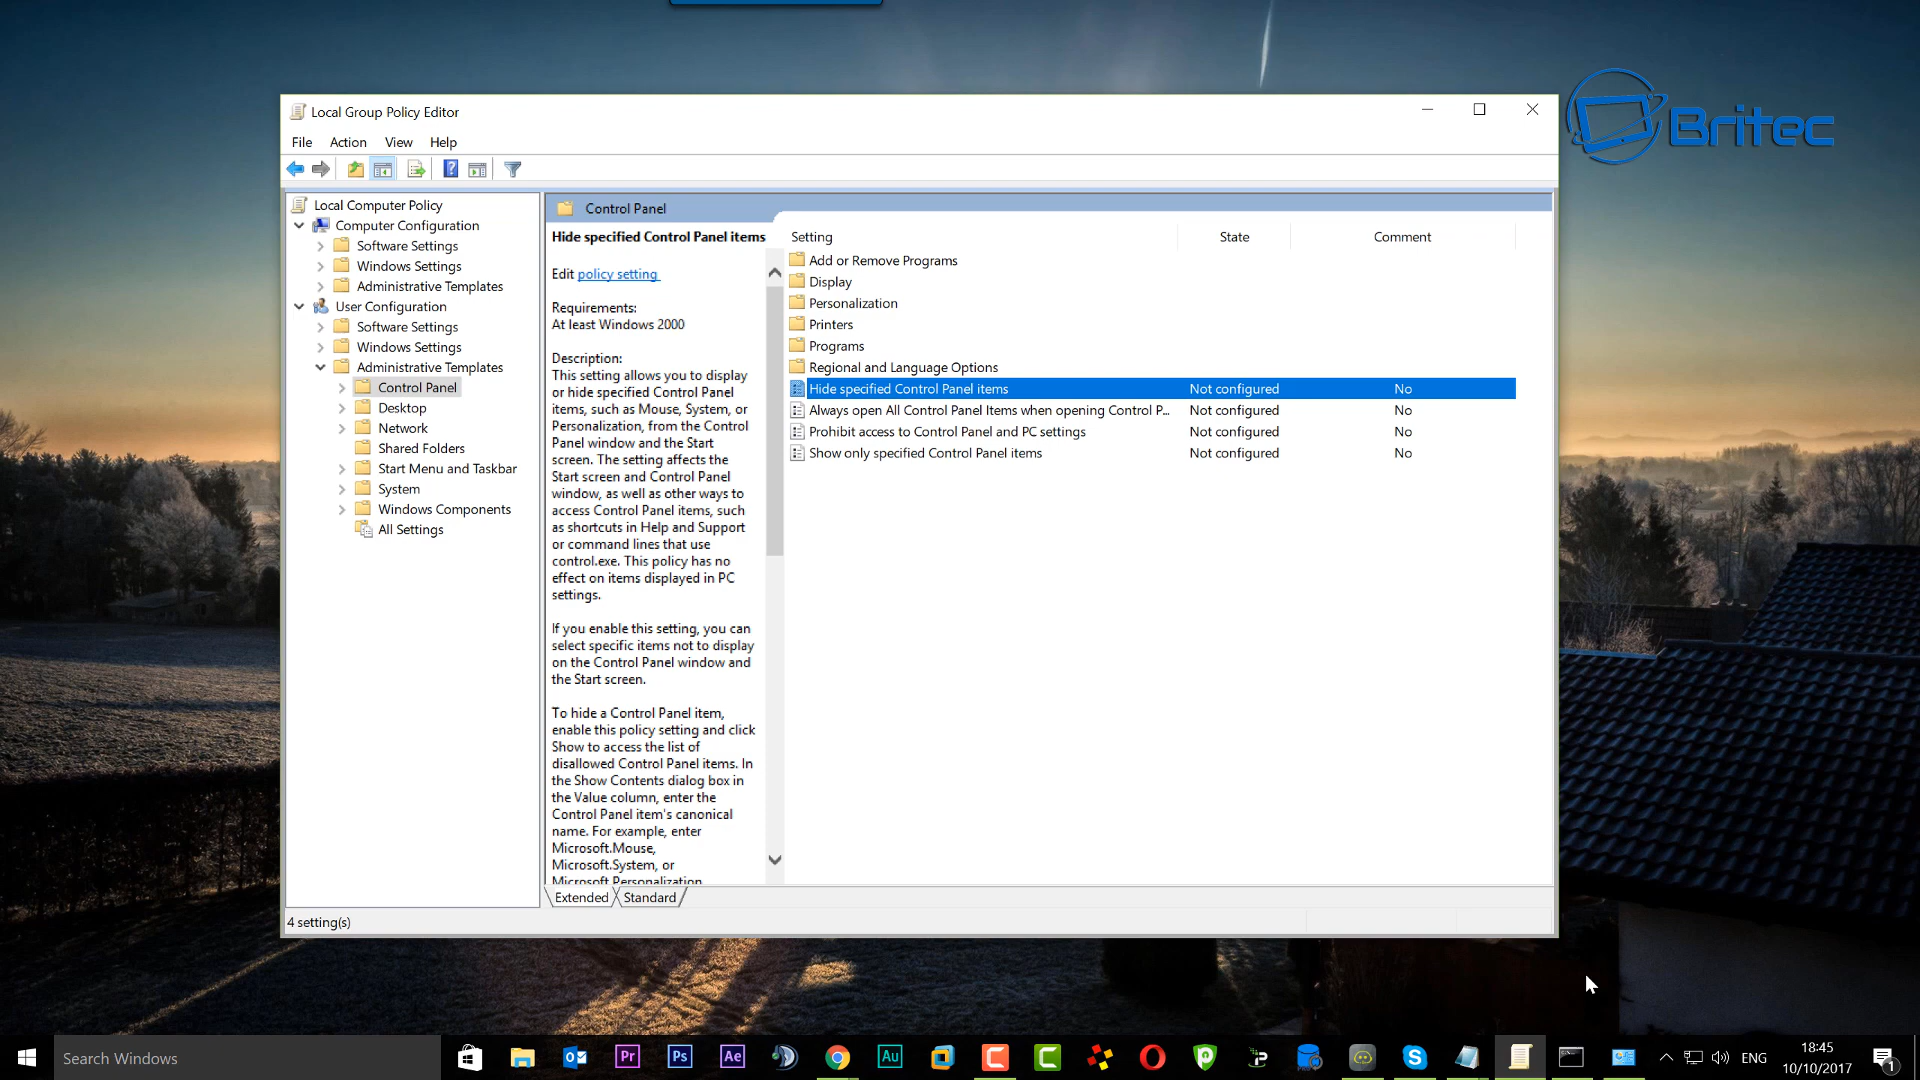 Britec
Local Group Policy Editor
File Action View Help
Local Computer Policy
Computer Configuration
Software Settings
Windows Settings
Administrative Templates
User Configuration
Software Settings
Windows Settings
Administrative Templates
Control Panel
Desktop
Network
Shared Folders
Start Menu and Taskbar
System
Windows Components
All Settings
Control Panel
Hide specified Control Panel items
Edit policy setting
Requirements:
At least Windows 2000
Description:
This setting allows you to display
or hide specified Control Panel
items, such as Mouse, System, or
Personalization, from the Control
Panel window and the Start
screen. The setting affects the
Start screen and Control Panel
window, as well as other ways to
access Control Panel items, such
as shortcuts in Help and Support
or command lines that use
control.exe. This policy has no
effect on items displayed in PC
settings.
If you enable this setting, you can
select specific items not to display
on the Control Panel window and
the Start screen.
To hide a Control Panel item,
enable this policy setting and click
Show to access the list of
disallowed Control Panel items. In
the Show Contents dialog box in
the Value column, enter the
Control Panel item's canonical
name. For example, enter
Microsoft.Mouse,
Microsoft.System, or
Microsoft.Personalization
Setting State Comment
Add or Remove Programs
Display
Personalization
Printers
Programs
Regional and Language Options
Hide specified Control Panel items Not configured No
Always open All Control Panel Items when opening Control P... Not configured No
Prohibit access to Control Panel and PC settings Not configured No
Show only specified Control Panel items Not configured No
Extended Standard
4 setting(s)
Search Windows
Pr Ps Ae Au
ENG
18:45
10/10/2017
1